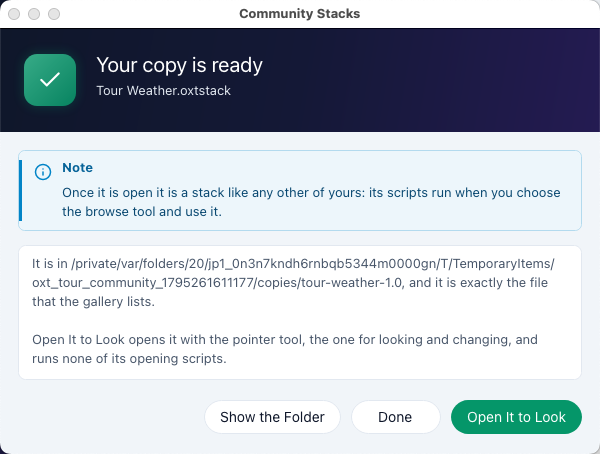 Community Stacks
Your copy is ready
Tour Weather.oxtstack
Note
Once it is open it is a stack like any other of yours: its scripts run when you choose
the browse tool and use it.
It is in /private/var/folders/20/jp1_0n3n7kndh6rnbqb5344m0000gn/T/TemporaryItems/
oxt_tour_community_1795261611177/copies/tour-weather-1.0, and it is exactly the file
that the gallery lists.
Open It to Look opens it with the pointer tool, the one for looking and changing, and
runs none of its opening scripts.
Show the Folder
Done
Open It to Look